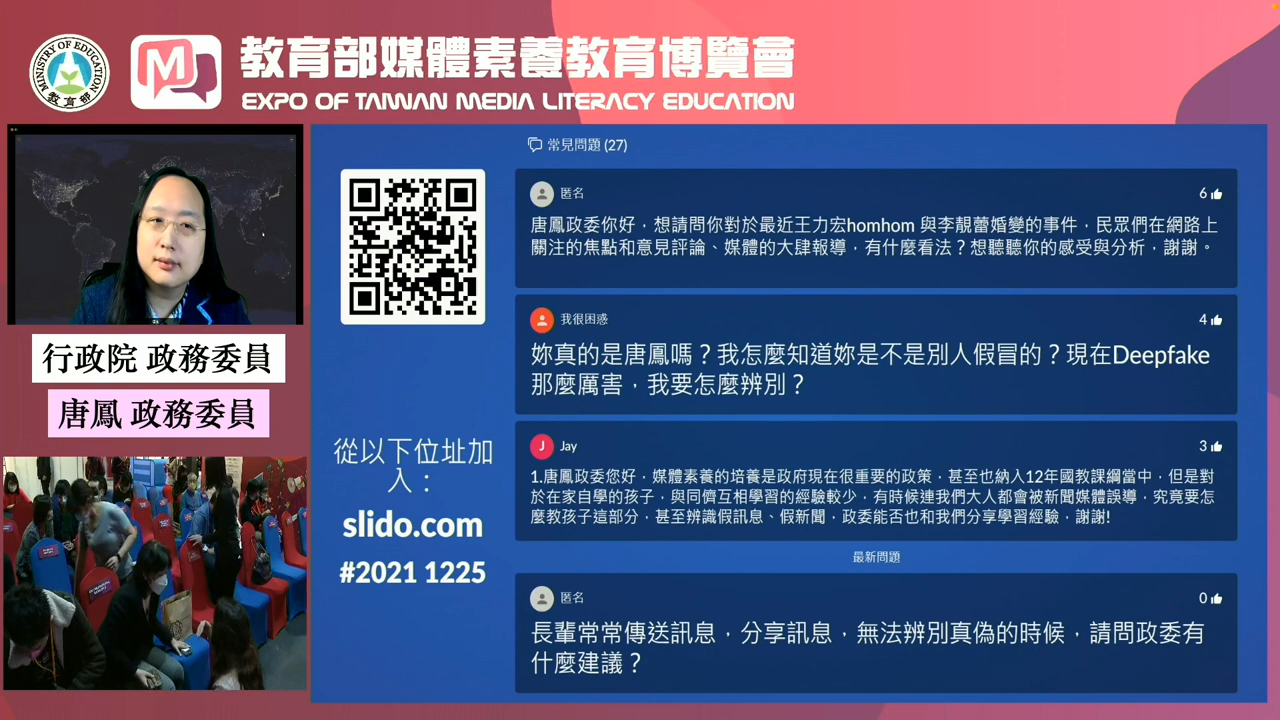 MINISTRY OF EDUCATION
教育部
M
教育部媒體素養教育博覽會
EXPO OF TAIWAN MEDIA LITERACY EDUCATION
行政院 政務委員
唐鳳 政務委員
從以下位址加
入：
slido.com
#2021 1225
常見問題 (27)
匿名
6
唐鳳政委你好，想請問你對於最近王力宏homhom 與李靚蕾婚變的事件，民眾們在網路上
關注的焦點和意見評論、媒體的大肆報導，有什麼看法？想聽聽你的感受與分析，謝謝。
我很困惑
4
妳真的是唐鳳嗎？我怎麼知道妳是不是別人假冒的？現在Deepfake
那麼厲害，我要怎麼辨別？
J
Jay
3
1.唐鳳政委您好，媒體素養的培養是政府現在很重要的政策，甚至也納入12年國教課綱當中，但是對
於在家自學的孩子，與同儕互相學習的經驗較少，有時候連我們大人都會被新聞媒體誤導，究竟要怎
麼教孩子這部分，甚至辨識假訊息、假新聞，政委能否也和我們分享學習經驗，謝謝!
最新問題
匿名
0
長輩常常傳送訊息，分享訊息，無法辨別真偽的時候，請問政委有
什麼建議？